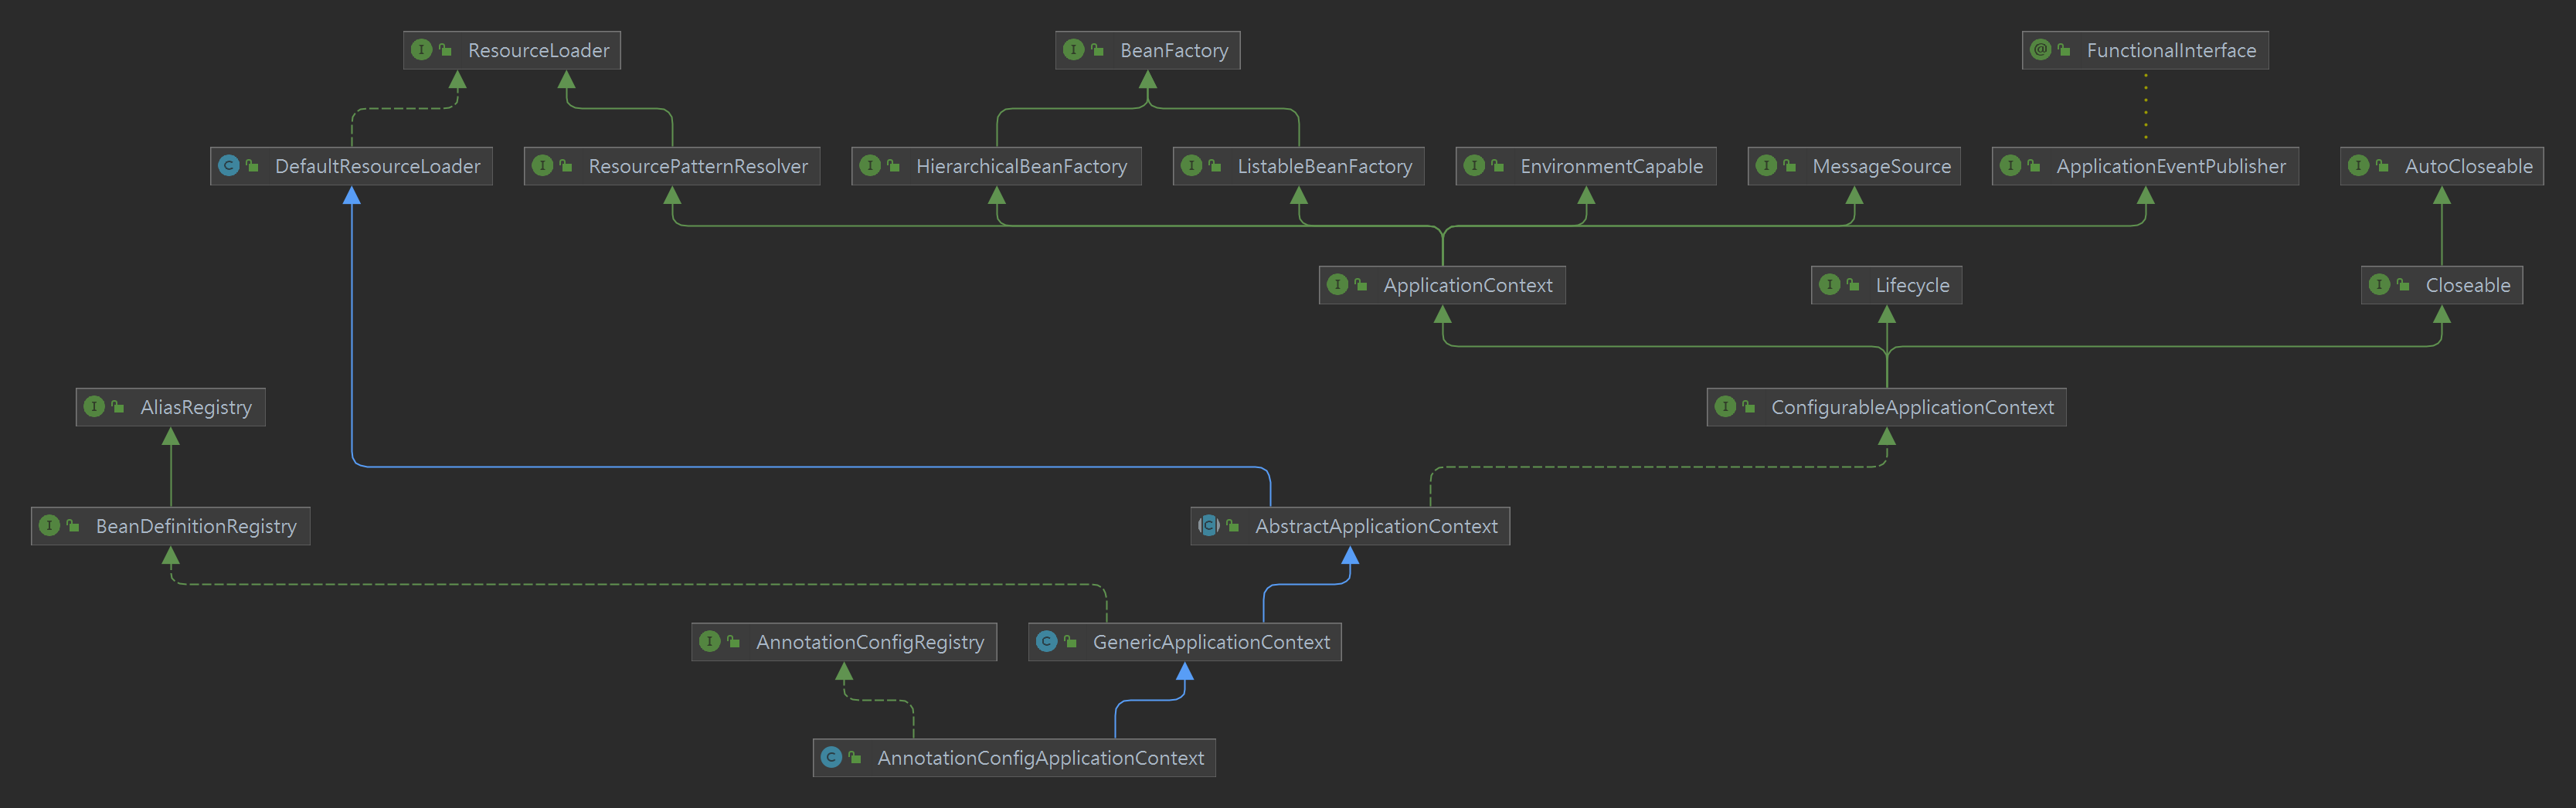 ResourceLoader
BeanFactory
FunctionalInterface
DefaultResourceLoader
ResourcePatternResolver
HierarchicalBeanFactory
ListableBeanFactory
EnvironmentCapable
MessageSource
ApplicationEventPublisher
AutoCloseable
ApplicationContext
Lifecycle
Closeable
AliasRegistry
ConfigurableApplicationContext
BeanDefinitionRegistry
AbstractApplicationContext
AnnotationConfigRegistry
GenericApplicationContext
AnnotationConfigApplicationContext